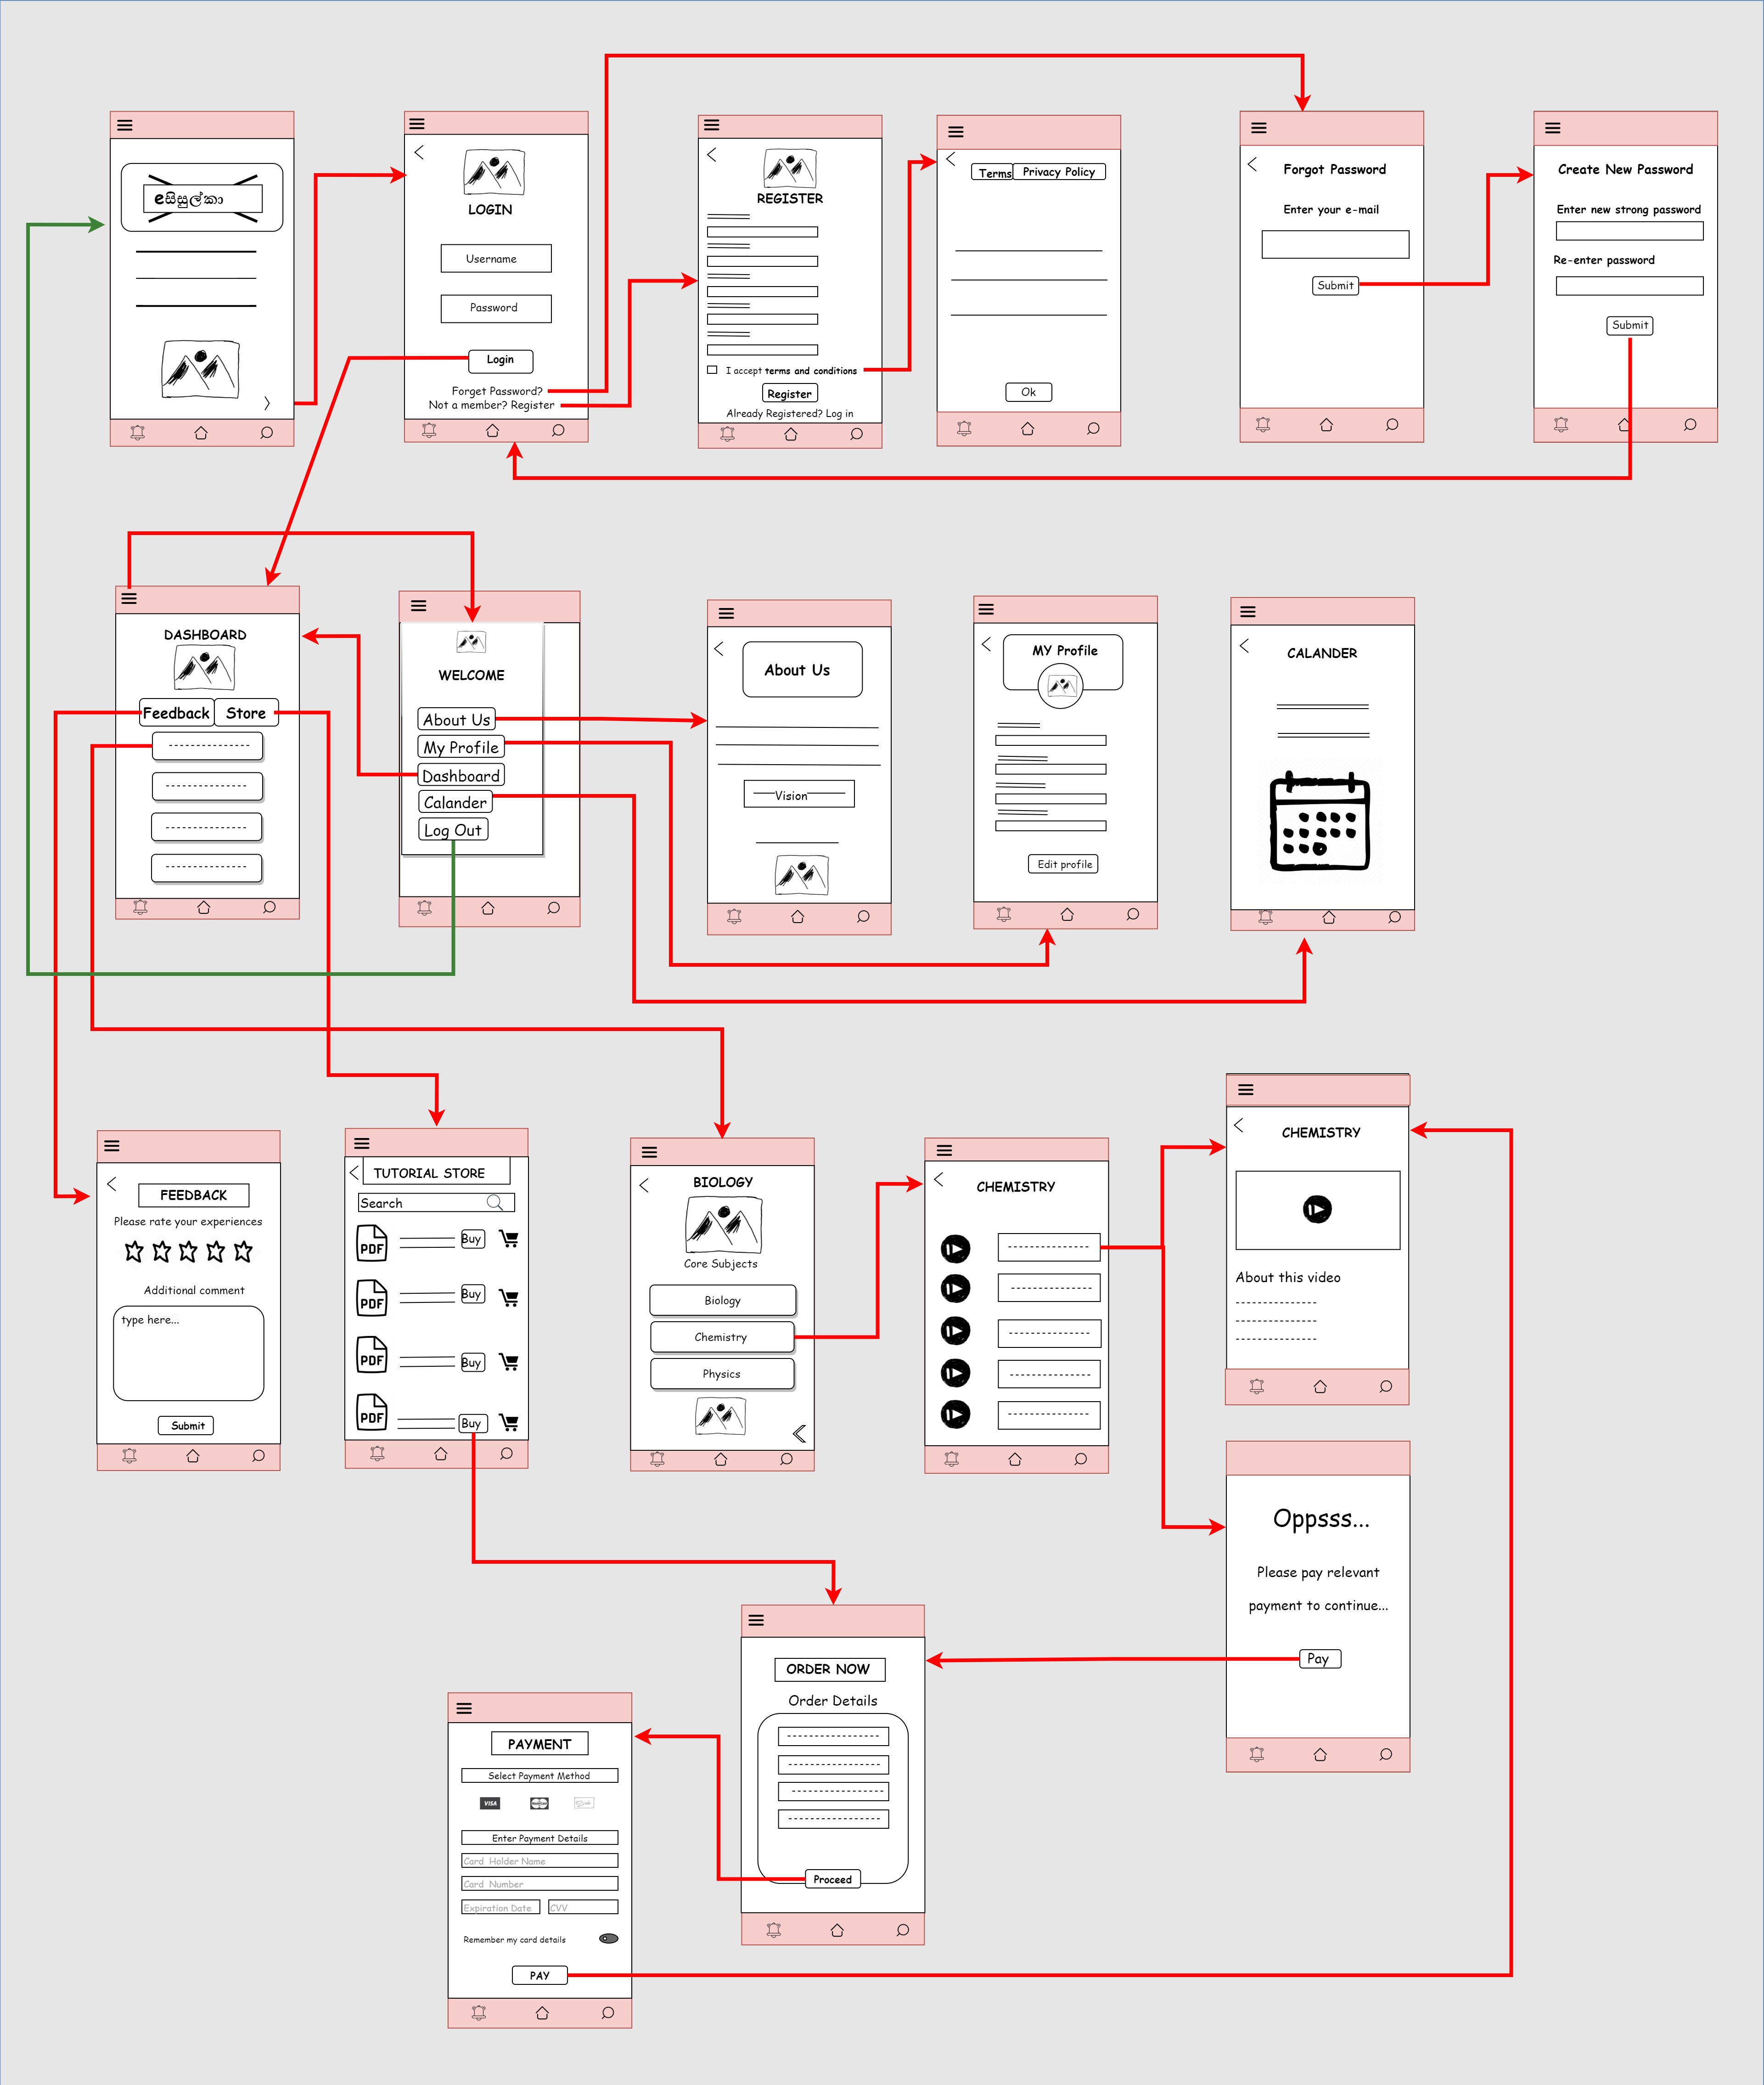 eසිසුල්කා
LOGIN
Username
Password
Login
Forget Password?
Not a member? Register
REGISTER
I accept terms and conditions
Register
Already Registered? Log in
Terms
Privacy Policy
Ok
Forgot Password
Enter your e-mail
Submit
Create New Password
Enter new strong password
Re-enter password
Submit
DASHBOARD
Feedback
Store
WELCOME
About Us
My Profile
Dashboard
Calander
Log Out
About Us
Vision
MY Profile
Edit profile
CALANDER
FEEDBACK
Please rate your experiences
Additional comment
type here...
Submit
TUTORIAL STORE
Search
PDF
Buy
PDF
Buy
PDF
Buy
PDF
Buy
BIOLOGY
Core Subjects
Biology
Chemistry
Physics
CHEMISTRY
CHEMISTRY
About this video
Oppsss...
Please pay relevant
payment to continue...
Pay
ORDER NOW
Order Details
Proceed
PAYMENT
Select Payment Method
VISA
Enter Payment Details
Card Holder Name
Card Number
Expiration Date
CVV
Remember my card details
PAY